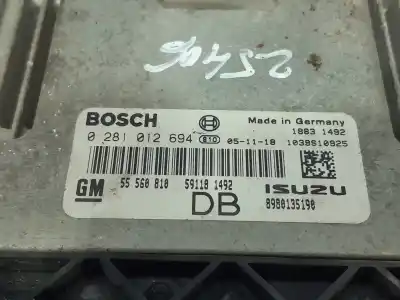 25406
BOSCH
Made in Germany
1883 1492
0 281 012 694 S10 05-11-18 1039S10925
GM 55 560 810 59118 1492 ISUZU
DB 8980135190